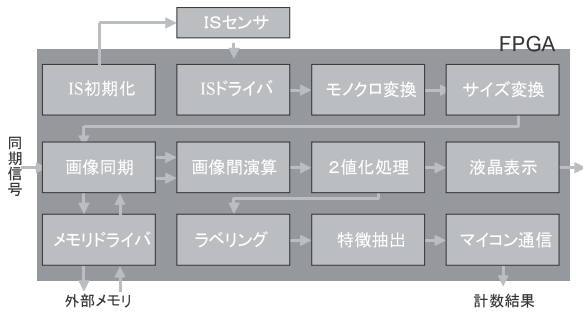 ISセンサ
FPGA
IS初期化
ISドライバ
モノクロ変換
サイズ変換
同期信号
画像同期
画像間演算
2値化処理
液晶表示
メモリドライバ
ラベリング
特徴抽出
マイコン通信
外部メモリ
計数結果